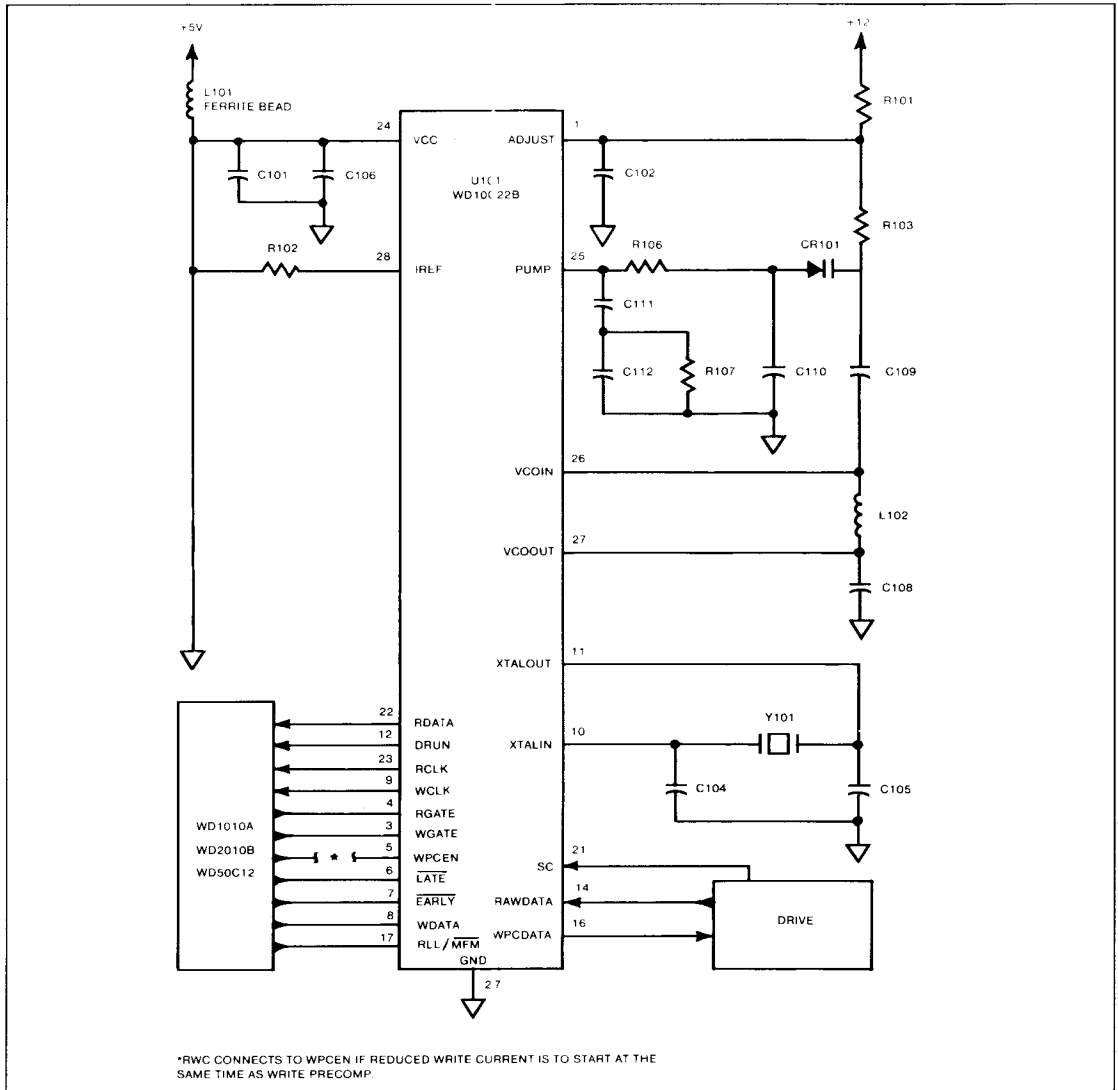 +5V
+12
L101
FERRITE BEAD
R101
24
VCC
ADJUST
1
C101
C106
U101
C102
R103
R102
28
IREF
PUMP
25
R106
CR101
C111
C112
R107
C110
C109
VCOIN
26
L102
VCOOUT
27
C108
XTALOUT
11
22
RDATA
12
DRUN
XTALIN
10
Y101
23
RCLK
9
WCLK
C104
C105
4
RGATE
WD1010A
3
WGATE
WD2010B
*
5
WPCEN
SC
21
WD50C12
6
LATE
7
EARLY
RAWDATA
14
DRIVE
8
WDATA
WPCDATA
16
17
RLL/MFM
GND
27
*RWC CONNECTS TO WPCEN IF REDUCED WRITE CURRENT IS TO START AT THE
SAME TIME AS WRITE PRECOMP.